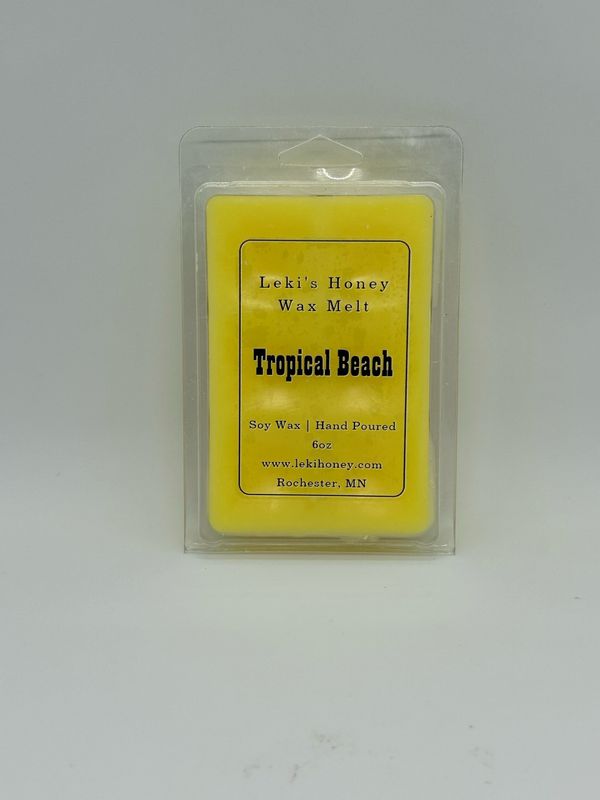 Leki's Honey
Wax Melt
Tropical Beach
Soy Wax | Hand Poured
6oz
www.lekihoney.com
Rochester, MN